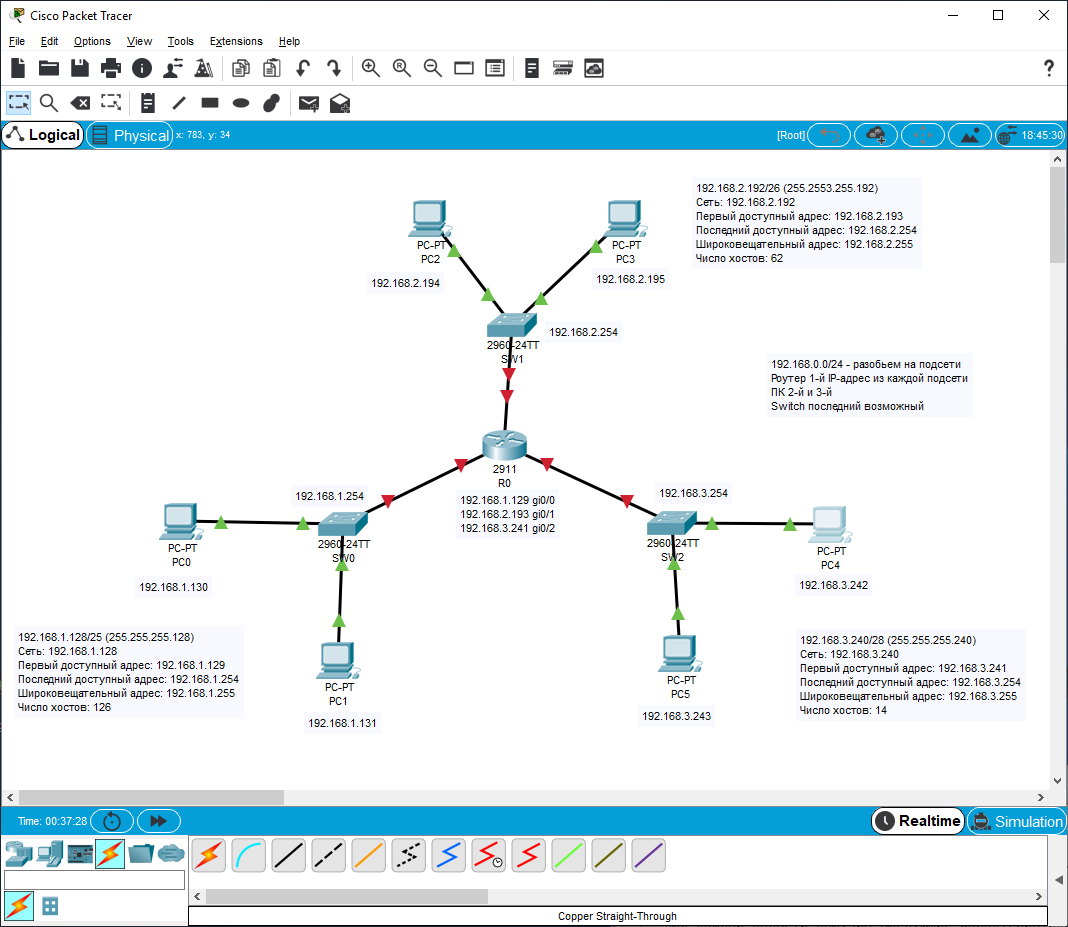 Cisco Packet Tracer
File Edit Options View Tools Extensions Help
Logical Physical x: 783, y: 34 [Root] 18:45:30
192.168.2.192/26 (255.2553.255.192)
Сеть: 192.168.2.192
Первый доступный адрес: 192.168.2.193
Последний доступный адрес: 192.168.2.254
Широковещательный адрес: 192.168.2.255
Число хостов: 62
PC-PT
PC2
192.168.2.194
PC-PT
PC3
192.168.2.195
2960-24TT
SW1
192.168.2.254
192.168.0.0/24 - разобьем на подсети
Роутер 1-й IP-адрес из каждой подсети
ПК 2-й и 3-й
Switch последний возможный
2911
R0
192.168.1.129 gi0/0
192.168.2.193 gi0/1
192.168.3.241 gi0/2
192.168.1.254
2960-24TT
SW0
192.168.3.254
2960-24TT
SW2
PC-PT
PC0
192.168.1.130
PC-PT
PC4
192.168.3.242
192.168.1.128/25 (255.255.255.128)
Сеть: 192.168.1.128
Первый доступный адрес: 192.168.1.129
Последний доступный адрес: 192.168.1.254
Широковещательный адрес: 192.168.1.255
Число хостов: 126
PC-PT
PC1
192.168.1.131
PC-PT
PC5
192.168.3.243
192.168.3.240/28 (255.255.255.240)
Сеть: 192.168.3.240
Первый доступный адрес: 192.168.3.241
Последний доступный адрес: 192.168.3.254
Широковещательный адрес: 192.168.3.255
Число хостов: 14
Time: 00:37:28 Realtime Simulation
Copper Straight-Through